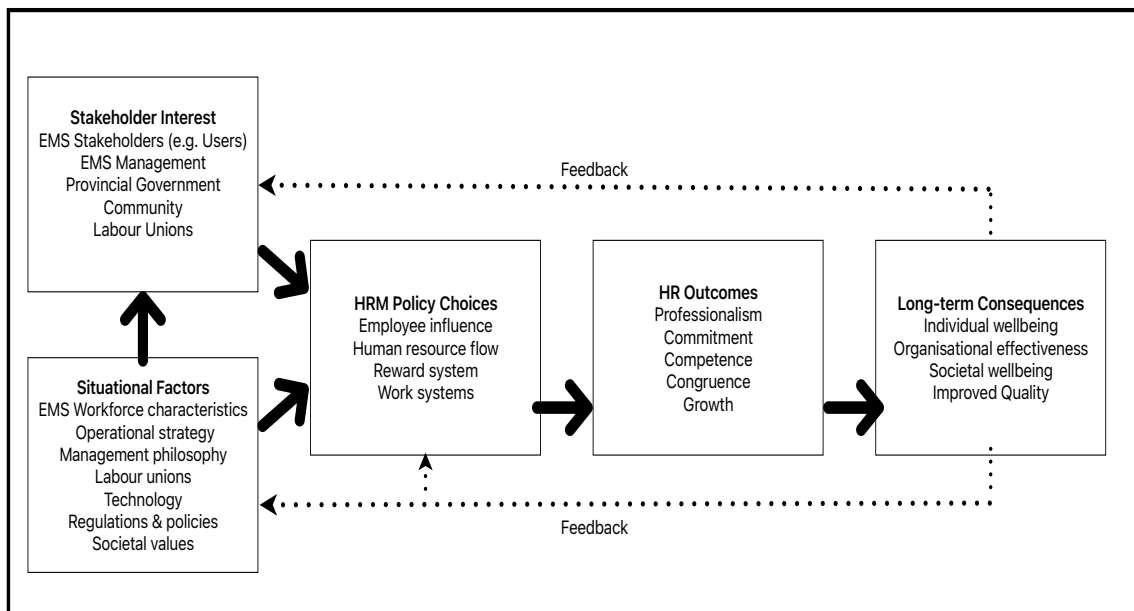 Stakeholder Interest
EMS Stakeholders (e.g. Users)
EMS Management
Provincial Government
Community
Labour Unions
Feedback
HRM Policy Choices
Employee influence
Human resource flow
Reward system
Work systems
HR Outcomes
Professionalism
Commitment
Competence
Congruence
Growth
Long-term Consequences
Individual wellbeing
Organisational effectiveness
Societal wellbeing
Improved Quality
Situational Factors
EMS Workforce characteristics
Operational strategy
Management philosophy
Labour unions
Technology
Regulations & policies
Societal values
Feedback